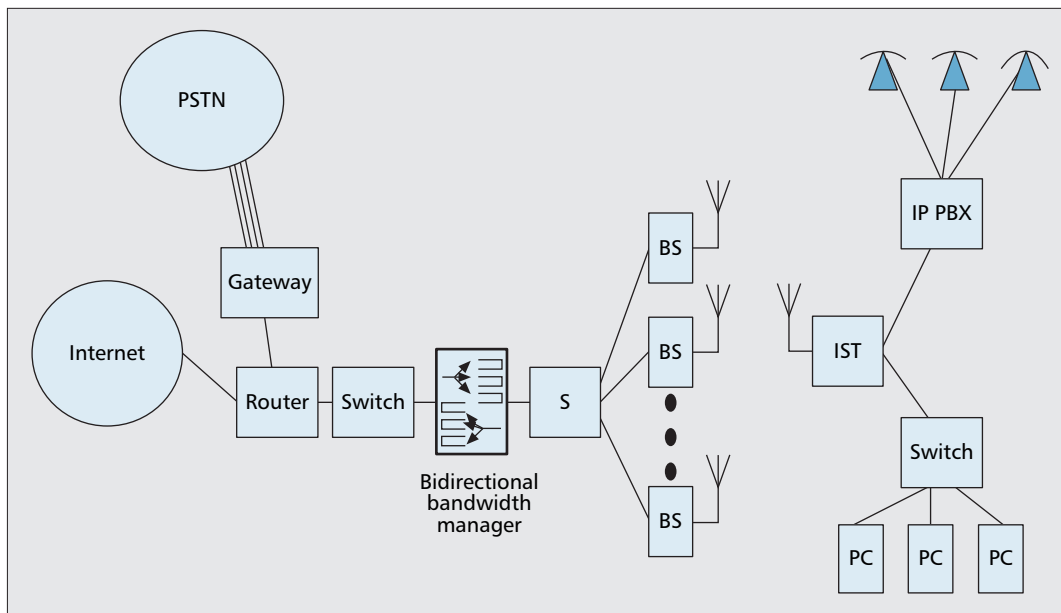 PSTN
Gateway
Internet
Router
Switch
Bidirectional
bandwidth
manager
S
BS
BS
BS
IP PBX
IST
Switch
PC
PC
PC